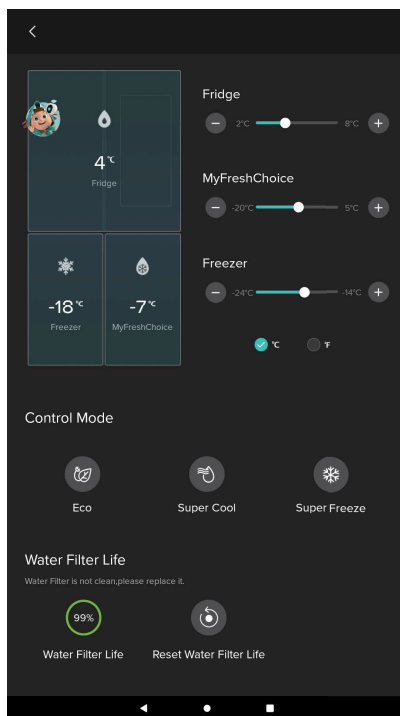 Fridge
2°C 8°C
4°C
Fridge
MyFreshChoice
-20°C 5°C
Freezer
-24°C -14°C
-18°C
Freezer
-7°C
MyFreshChoice
°C °F
Control Mode
Eco
Super Cool
Super Freeze
Water Filter Life
Water Filter is not clean,please replace it.
99%
Water Filter Life
Reset Water Filter Life